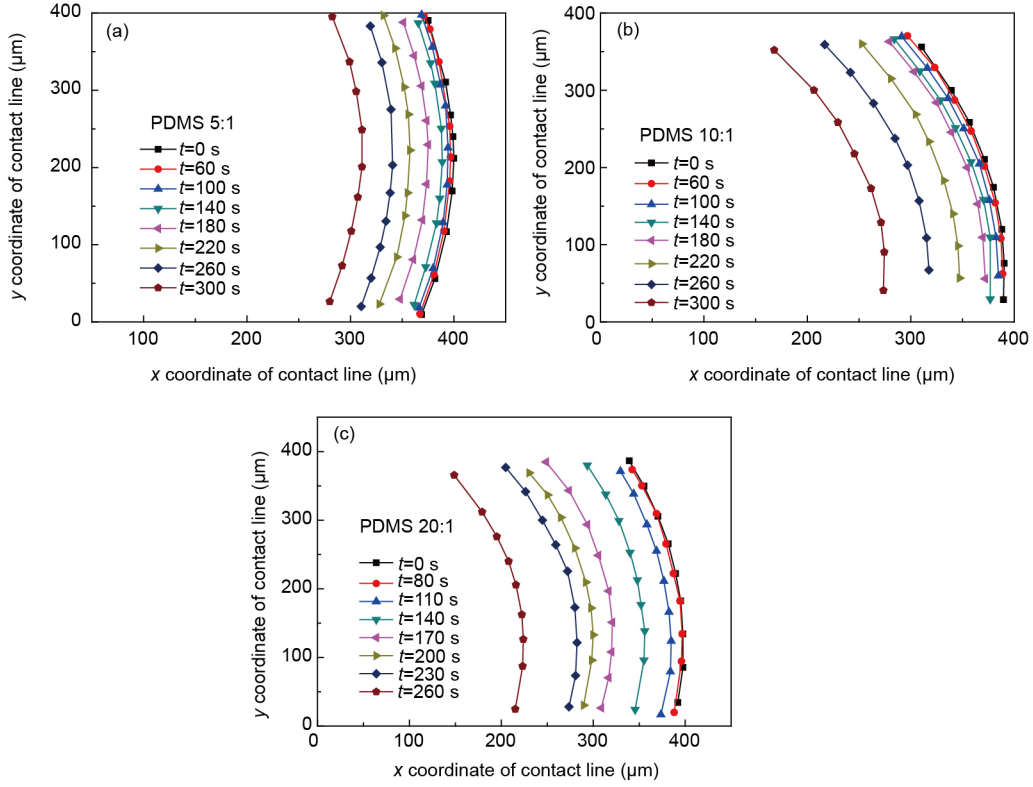 400
300
200
100
0
y coordinate of contact line (μm)
(a)
PDMS 5:1
t=0 s
t=60 s
t=100 s
t=140 s
t=180 s
t=220 s
t=260 s
t=300 s
100 200 300 400
x coordinate of contact line (μm)
400
300
200
100
0
y coordinate of contact line (μm)
(b)
PDMS 10:1
t=0 s
t=60 s
t=100 s
t=140 s
t=180 s
t=220 s
t=260 s
t=300 s
0 100 200 300 400
x coordinate of contact line (μm)
400
300
200
100
0
y coordinate of contact line (μm)
(c)
PDMS 20:1
t=0 s
t=80 s
t=110 s
t=140 s
t=170 s
t=200 s
t=230 s
t=260 s
0 100 200 300 400
x coordinate of contact line (μm)